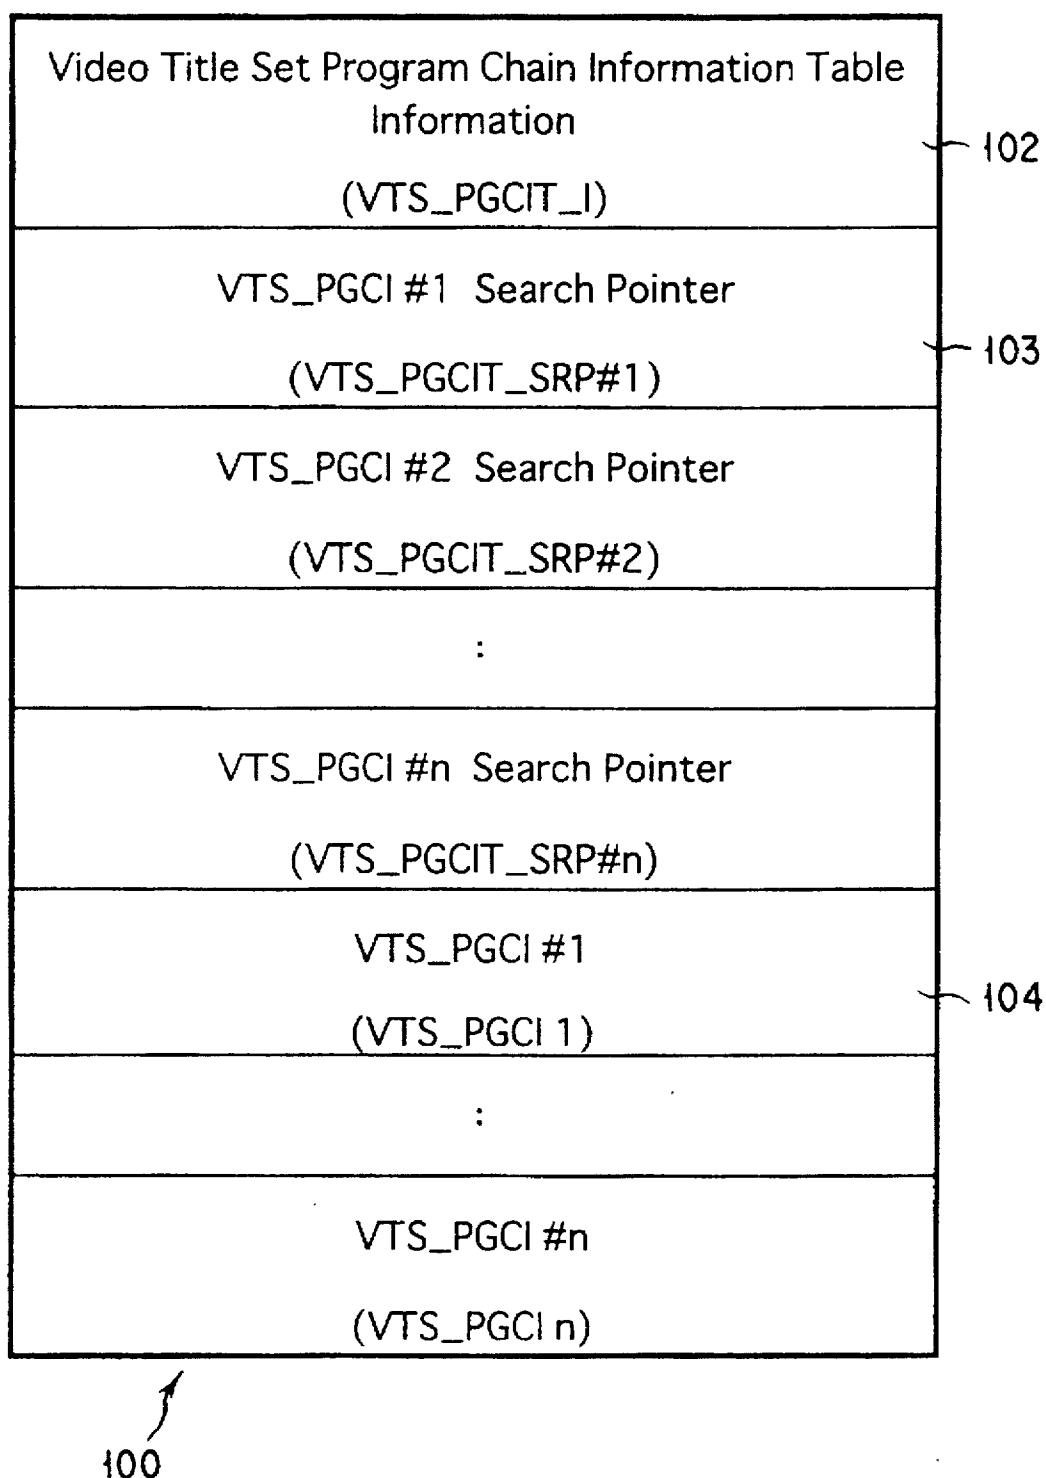 Video Title Set Program Chain Information Table
Information
(VTS_PGCIT_I)
102
VTS_PGCI #1 Search Pointer
(VTS_PGCIT_SRP#1)
103
VTS_PGCI #2 Search Pointer
(VTS_PGCIT_SRP#2)
:
VTS_PGCI #n Search Pointer
(VTS_PGCIT_SRP#n)
VTS_PGCI #1
(VTS_PGCI 1)
104
:
VTS_PGCI #n
(VTS_PGCI n)
100